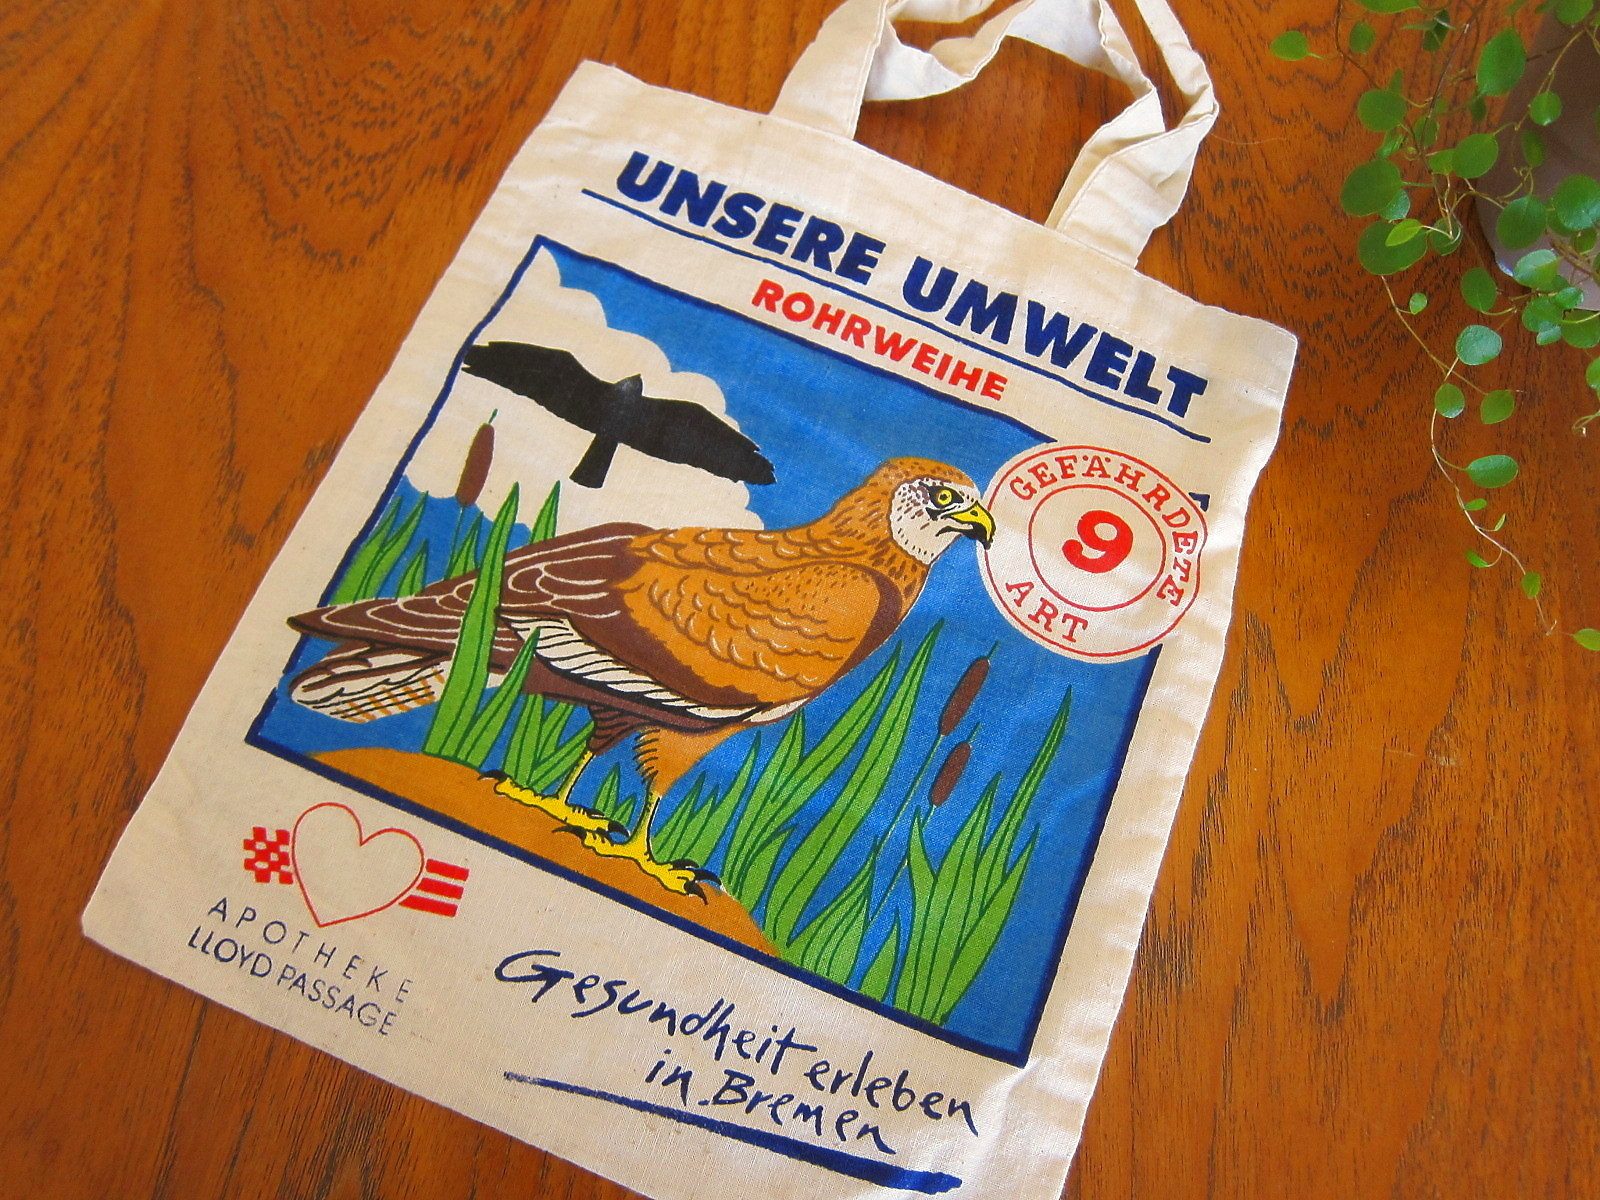 UNSERE UMWELT
ROHRWEIHE
GEFÄHRDETE
9
ART
APOTHEKE
LLOYD PASSAGE
Gesundheit erleben
in Bremen